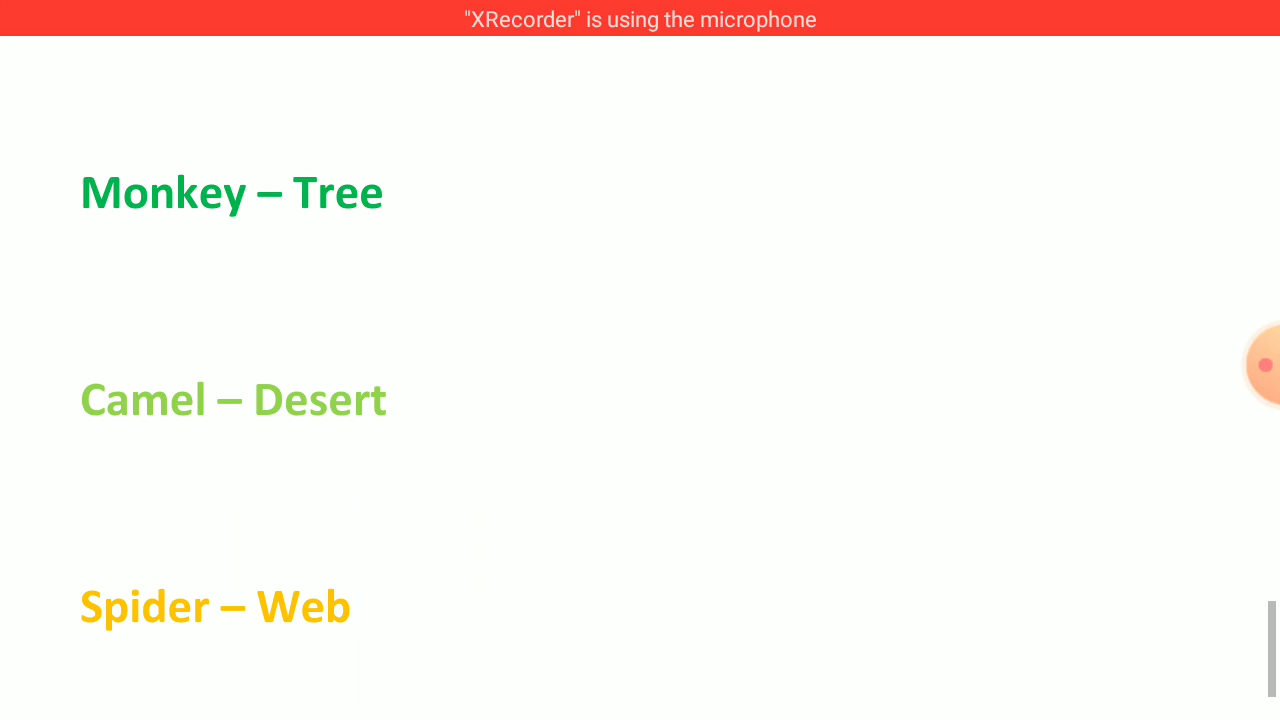 "XRecorder" is using the microphone
Monkey – Tree
Camel – Desert
Spider – Web